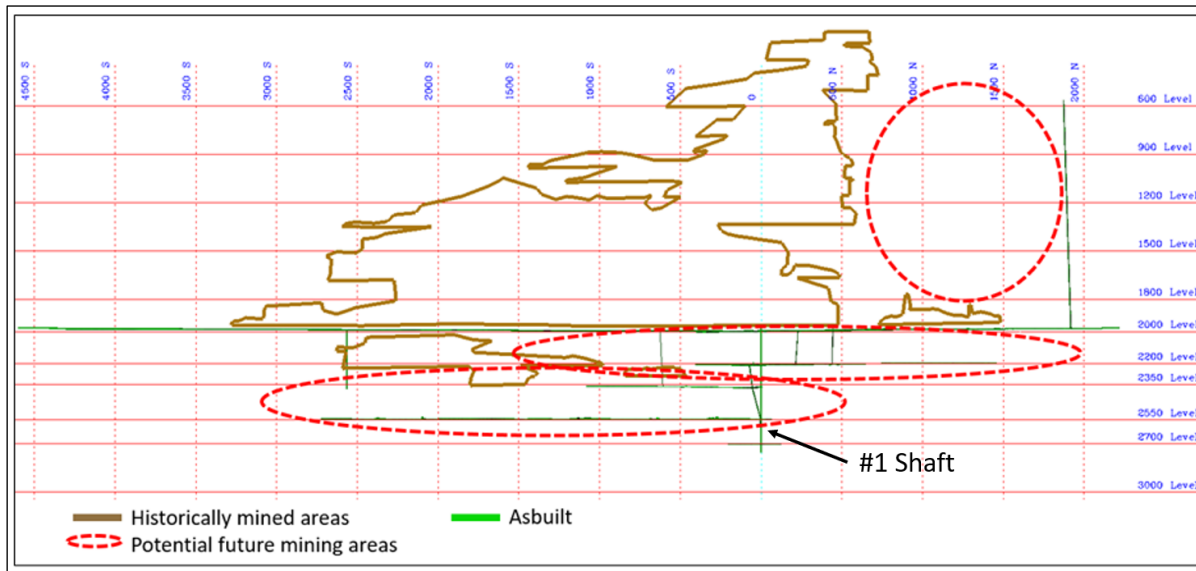 4500 S
4000 S
3500 S
3000 S
2500 S
2000 S
1500 S
1000 S
500 S
0
500 N
1000 N
1500 N
2000 N
600 Level
900 Level
1200 Level
1500 Level
1800 Level
2000 Level
2200 Level
2350 Level
2550 Level
2700 Level
3000 Level
#1 Shaft
Historically mined areas
Asbuilt
Potential future mining areas